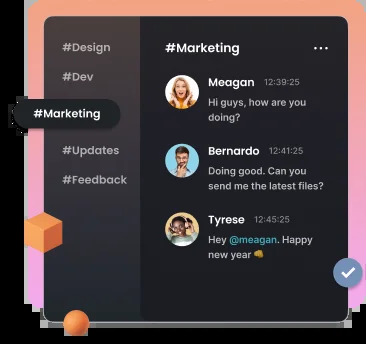 #Design
#Dev
#Marketing
#Updates
#Feedback
#Marketing
Meagan 12:39:25
Hi guys, how are you
doing?
Bernardo 12:41:25
Doing good. Can you
send me the latest files?
Tyrese 12:45:25
Hey @meagan. Happy
new year 👊